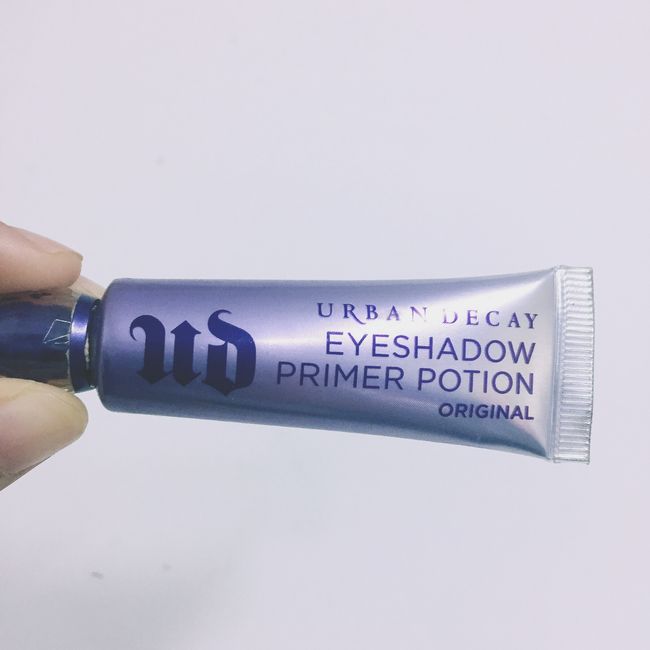 ud
URBAN DECAY
EYESHADOW
PRIMER POTION
ORIGINAL